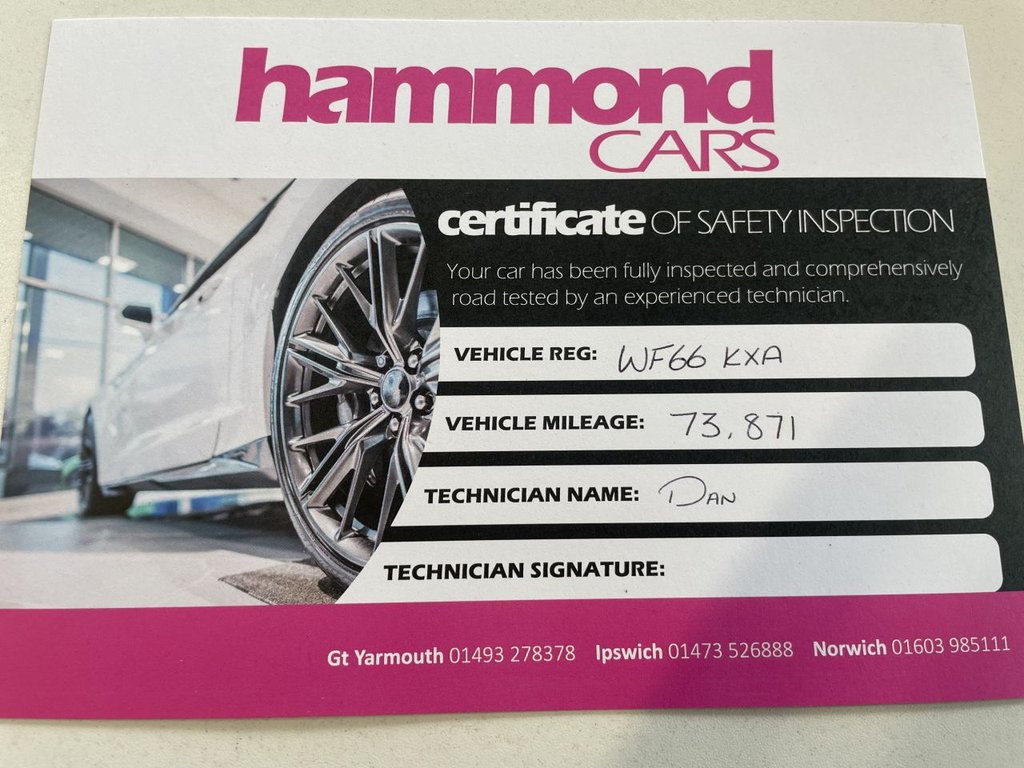 hammond
CARS
certificate OF SAFETY INSPECTION
Your car has been fully inspected and comprehensively
road tested by an experienced technician.
VEHICLE REG: WF66 KXA
VEHICLE MILEAGE: 73,871
TECHNICIAN NAME: DAN
TECHNICIAN SIGNATURE:
Gt Yarmouth 01493 278378 Ipswich 01473 526888 Norwich 01603 985111